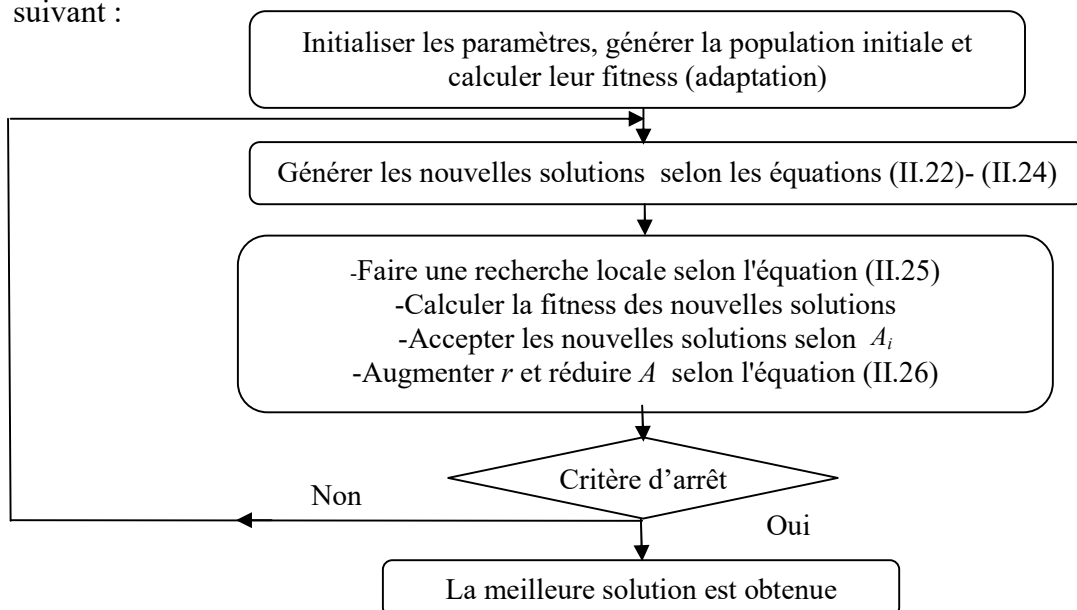 suivant :
Initialiser les paramètres, générer la population initiale et
calculer leur fitness (adaptation)
Générer les nouvelles solutions selon les équations (II.22)- (II.24)
-Faire une recherche locale selon l'équation (II.25)
-Calculer la fitness des nouvelles solutions
-Accepter les nouvelles solutions selon A_i
-Augmenter r et réduire A selon l'équation (II.26)
Critère d’arrêt
Non
Oui
La meilleure solution est obtenue